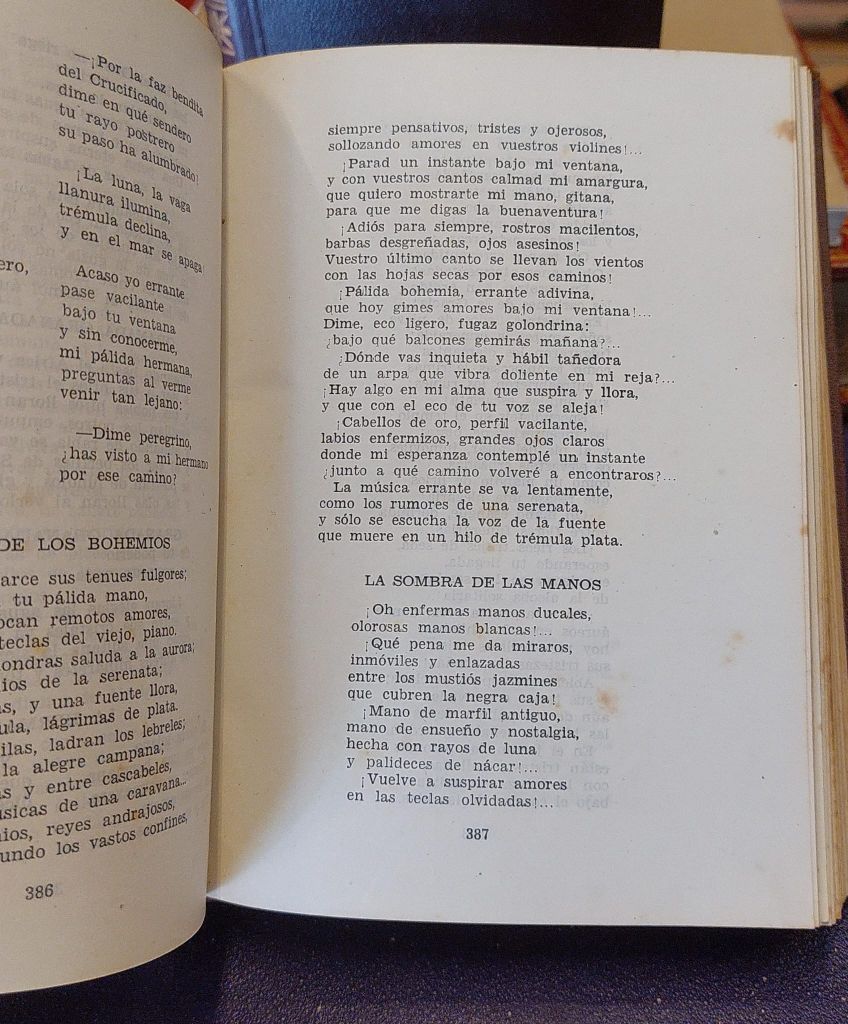 —¡Por la faz bendita
del Crucificado,
dime en qué sendero
tu rayo postrero
su paso ha alumbrado!
¡La luna, la vaga
llanura ilumina,
trémula declina,
y en el mar se apaga
ero,
Acaso yo errante
pase vacilante
bajo tu ventana
y sin conocerme,
mi pálida hermana,
preguntas al verme
venir tan lejano:
—Dime peregrino,
¿has visto a mi hermano
por ese camino?
DE LOS BOHEMIOS
arce sus tenues fulgores;
tu pálida mano,
ocan remotos amores,
teclas del viejo, piano.
ondras saluda a la aurora;
ios de la serenata;
as, y una fuente llora,
ula, lágrimas de plata.
ilas, ladran los lebreles;
la alegre campana;
s y entre cascabeles,
úsicas de una caravana...
ios, reyes andrajosos,
undo los vastos confines,
386
siempre pensativos, tristes y ojerosos,
sollozando amores en vuestros violines!...
¡Parad un instante bajo mi ventana,
y con vuestros cantos calmad mi amargura,
que quiero mostrarte mi mano, gitana,
para que me digas la buenaventura!
¡Adiós para siempre, rostros macilentos,
barbas desgreñadas, ojos asesinos!
Vuestro último canto se llevan los vientos
con las hojas secas por esos caminos!
¡Pálida bohemia, errante adivina,
que hoy gimes amores bajo mi ventana!...
Dime, eco ligero, fugaz golondrina:
¿bajo qué balcones gemirás mañana?...
¿Dónde vas inquieta y hábil tañedora
de un arpa que vibra doliente en mi reja?...
¡Hay algo en mi alma que suspira y llora,
y que con el eco de tu voz se aleja!
¡Cabellos de oro, perfil vacilante,
labios enfermizos, grandes ojos claros
donde mi esperanza contemplé un instante
¿junto a qué camino volveré a encontraros?...
La música errante se va lentamente,
como los rumores de una serenata,
y sólo se escucha la voz de la fuente
que muere en un hilo de trémula plata.
LA SOMBRA DE LAS MANOS
¡Oh enfermas manos ducales,
olorosas manos blancas!...
¡Qué pena me da miraros,
inmóviles y enlazadas
entre los mustiós jazmines
que cubren la negra caja!
¡Mano de marfil antiguo,
mano de ensueño y nostalgia,
hecha con rayos de luna
y palideces de nácar!...
¡Vuelve a suspirar amores
en las teclas olvidadas!...
387